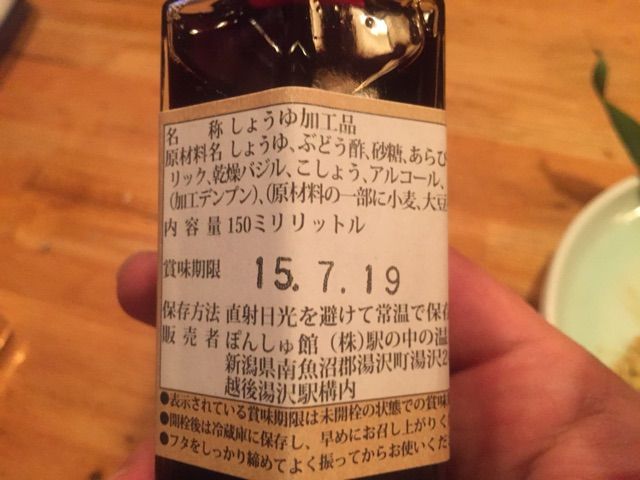 名 称 しょうゆ加工品
原材料名 しょうゆ、ぶどう酢、砂糖、あらび
リック、乾燥バジル、こしょう、アルコール、
(加工デンプン)、(原材料の一部に小麦、大豆
内 容 量 150ミリリットル
賞味期限 15.7.19
保存方法 直射日光を避けて常温で保存
販 売 者 ぽんしゅ館 (株)駅の中の温
新潟県南魚沼郡湯沢町湯沢2
越後湯沢駅構内
●表示されている賞味期限は未開栓の状態での賞味
●開栓後は冷蔵庫に保存し、早めにお召し上がりく
●フタをしっかり締めてよく振ってからお使いくだ